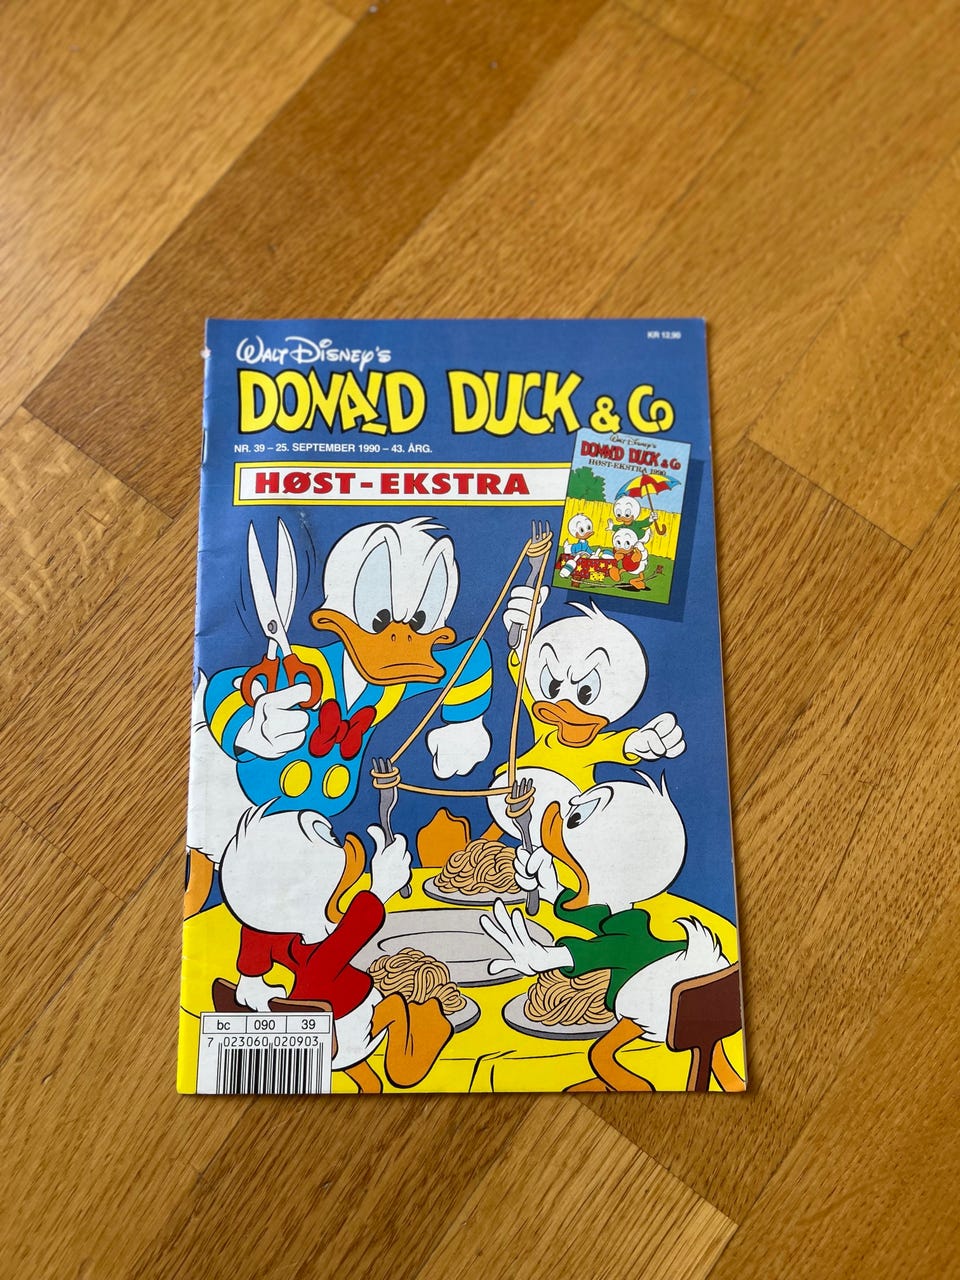 WALT DISNEY'S
KR 12,90
DONALD DUCK & Co
NR. 39 – 25. SEPTEMBER 1990 – 43. ÅRG.
HØST-EKSTRA
Walt Disney's
DONALD DUCK & Co
HØST-EKSTRA 1990
bc 090 39
7 023060 020903